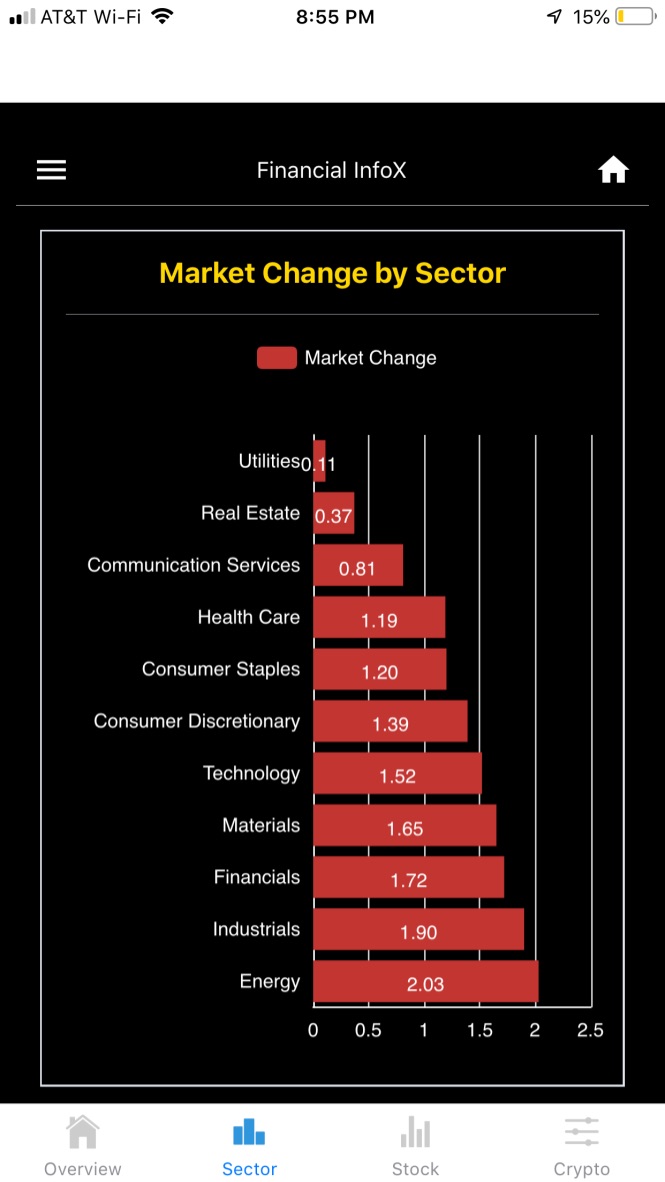 AT&T Wi-Fi 8:55 PM 15%
Financial InfoX
Market Change by Sector
Market Change
Utilities 0.11
Real Estate 0.37
Communication Services 0.81
Health Care 1.19
Consumer Staples 1.20
Consumer Discretionary 1.39
Technology 1.52
Materials 1.65
Financials 1.72
Industrials 1.90
Energy 2.03
0 0.5 1 1.5 2 2.5
Overview Sector Stock Crypto